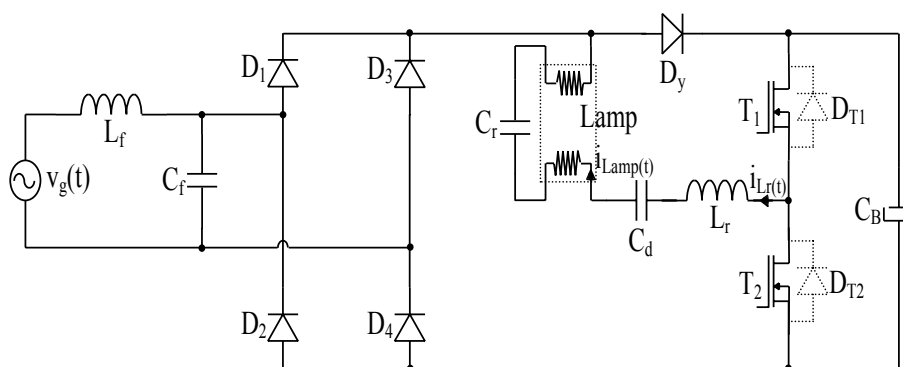 D1
D3
Dy
Lf
Cr
Lamp
T1
DT1
vg(t)
Cf
iLamp(t)
iLr(t)
Cd
Lr
CB
T2
DT2
D2
D4